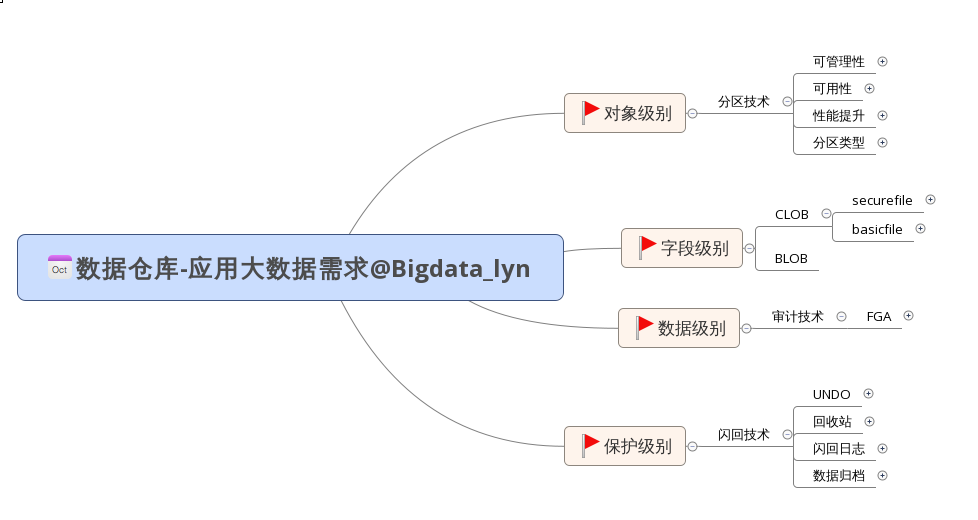 Oct
数据仓库-应用大数据需求@Bigdata_lyn
对象级别
分区技术
可管理性
可用性
性能提升
分区类型
字段级别
CLOB
securefile
basicfile
BLOB
数据级别
审计技术
FGA
保护级别
闪回技术
UNDO
回收站
闪回日志
数据归档